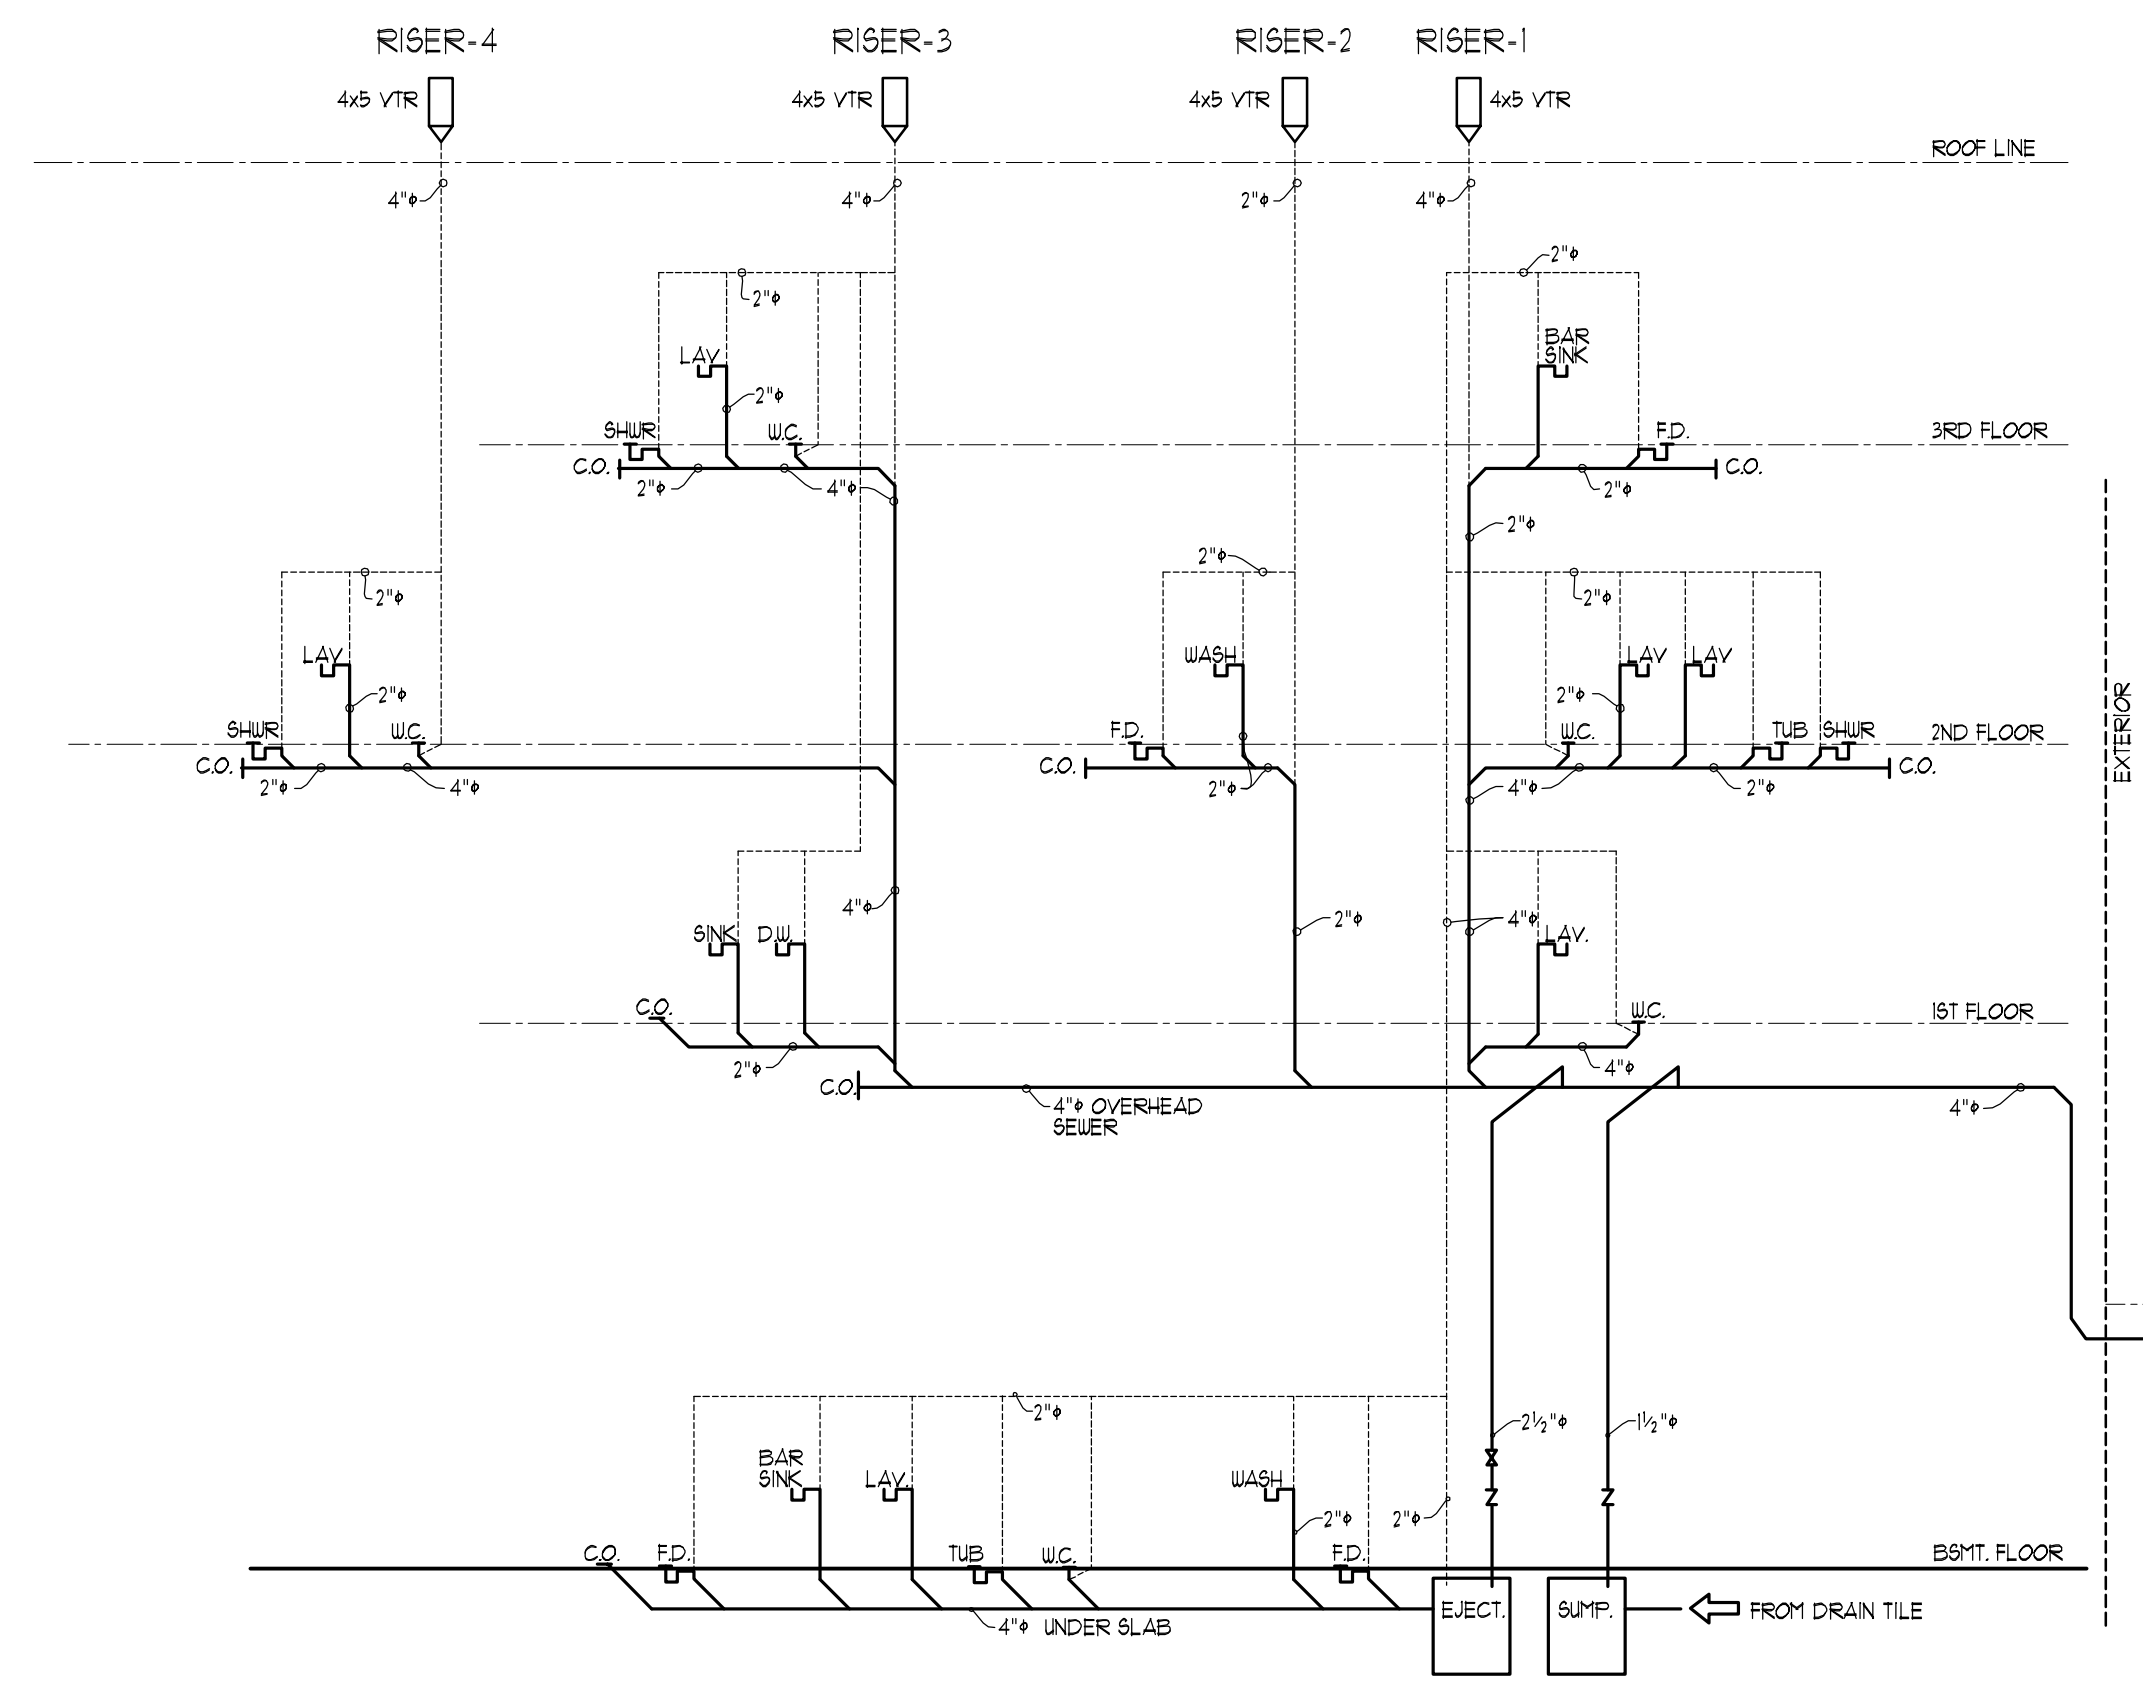 RISER-4
RISER-3
RISER-2
RISER-1
4x5 VTR
4x5 VTR
4x5 VTR
4x5 VTR
ROOF LINE
4"φ
4"φ
2"φ
4"φ
2"φ
2"φ
BAR
SINK
LAV
2"φ
SHWR
W.C.
F.D.
3RD FLOOR
C.O.
C.O.
2"φ
4"φ
2"φ
2"φ
2"φ
2"φ
2"φ
2"φ
LAV
WASH
LAV
LAV
EXTERIOR
2"φ
2"φ
SHWR
W.C.
F.D.
W.C.
TUB
SHWR
2ND FLOOR
C.O.
C.O.
C.O.
2"φ
4"φ
2"φ
4"φ
2"φ
4"φ
2"φ
4"φ
SINK
D.W.
LAV.
C.O.
W.C.
1ST FLOOR
2"φ
4"φ
C.O.
4"φ OVERHEAD
SEWER
4"φ
2"φ
2½"φ
1½"φ
BAR
SINK
LAV.
WASH
2"φ
2"φ
C.O.
F.D.
TUB
W.C.
F.D.
BSMT. FLOOR
EJECT.
SUMP.
FROM DRAIN TILE
4"φ UNDER SLAB